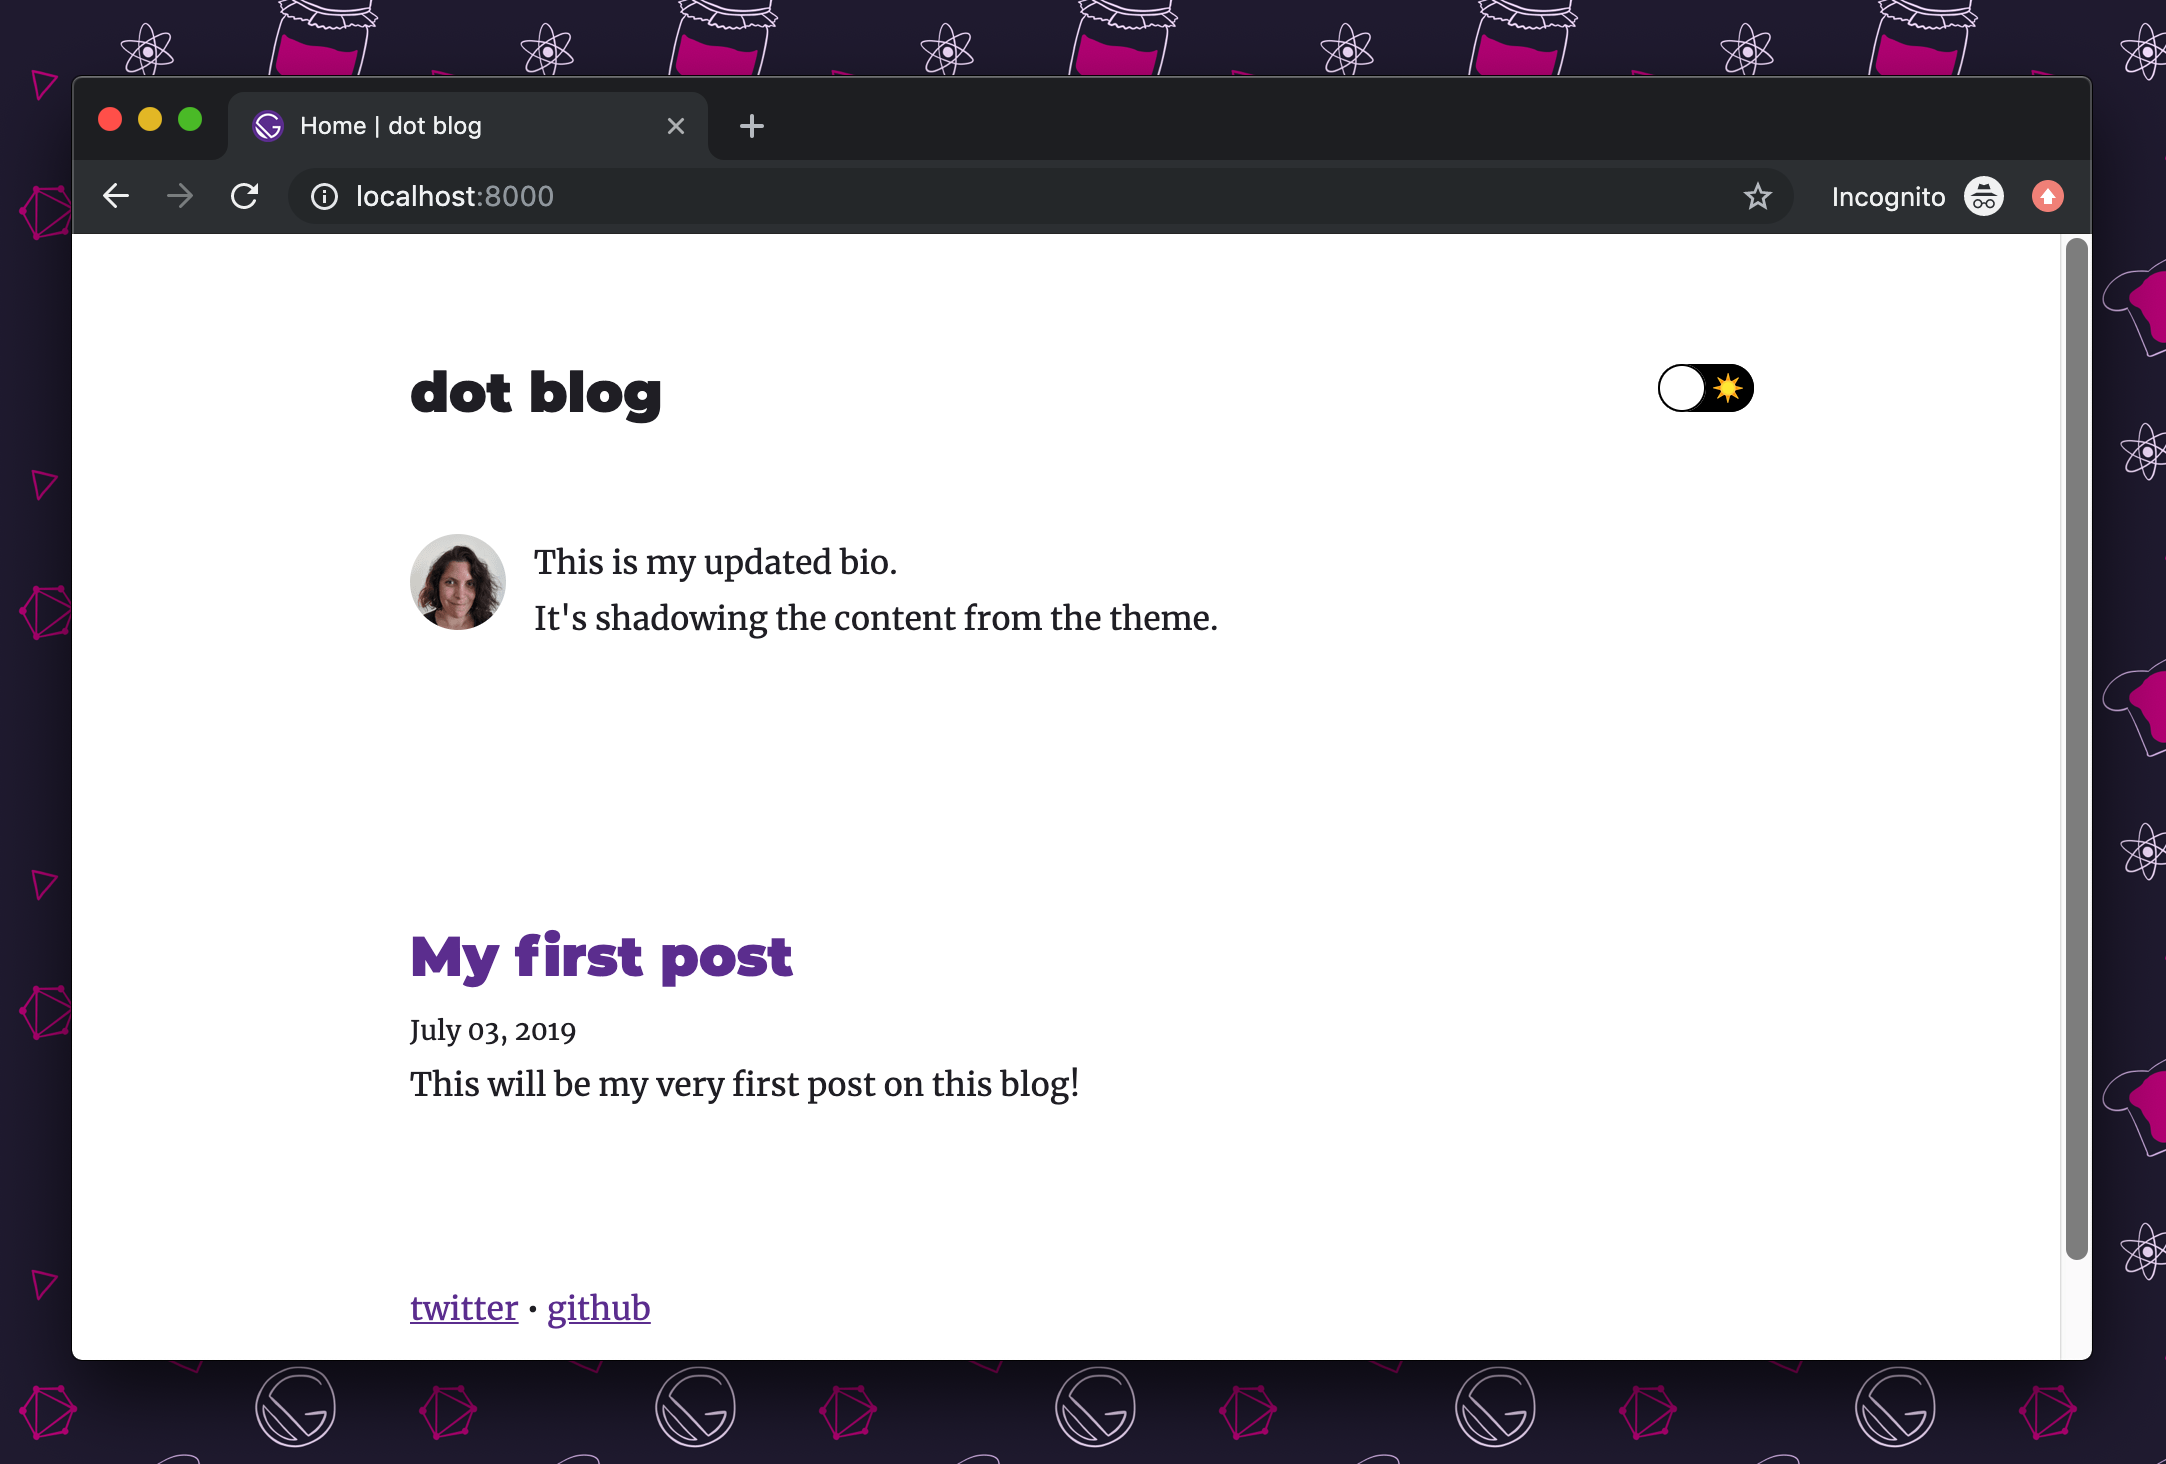 Home | dot blog
localhost:8000
Incognito
dot blog
This is my updated bio.
It's shadowing the content from the theme.
My first post
July 03, 2019
This will be my very first post on this blog!
twitter • github